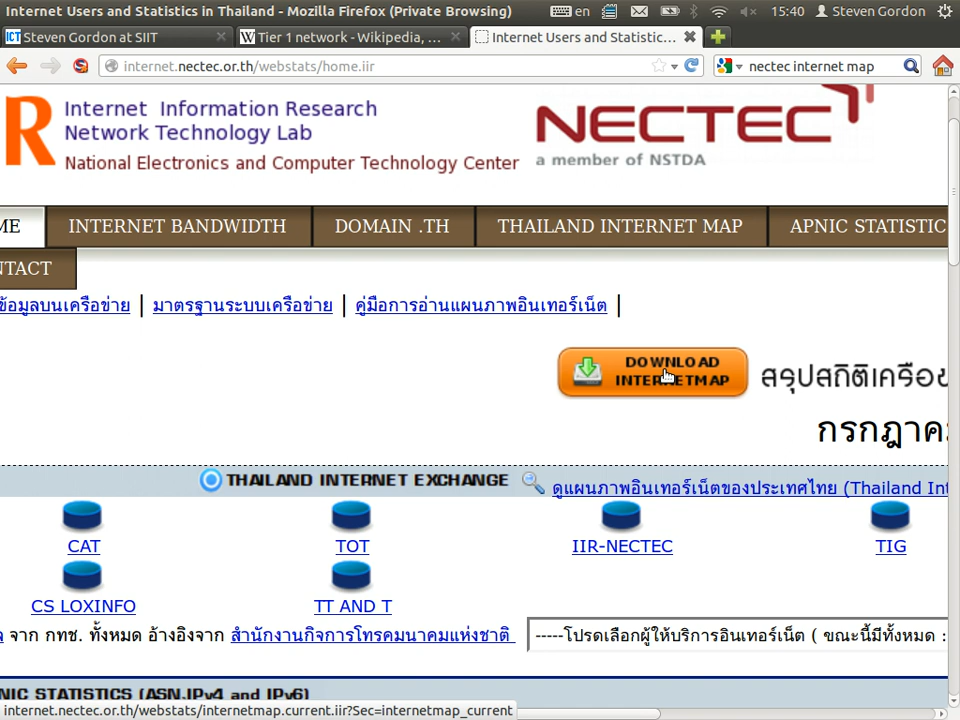 Internet Users and Statistics in Thailand - Mozilla Firefox (Private Browsing)
en
15:40
Steven Gordon
ICT Steven Gordon at SIIT
W Tier 1 network - Wikipedia, ...
Internet Users and Statistic...
internet.nectec.or.th/webstats/home.iir
nectec internet map
R
Internet Information Research
Network Technology Lab
National Electronics and Computer Technology Center
NECTEC
a member of NSTDA
ME
INTERNET BANDWIDTH
DOMAIN .TH
THAILAND INTERNET MAP
APNIC STATISTIC
NTACT
ข้อมูลบนเครือข่าย | มาตรฐานระบบเครือข่าย | คู่มือการอ่านแผนภาพอินเทอร์เน็ต |
DOWNLOAD
INTERNETMAP
สรุปสถิติเครือข
กรกฎาค
THAILAND INTERNET EXCHANGE
ดูแผนภาพอินเทอร์เน็ตของประเทศไทย (Thailand Int
CAT
TOT
IIR-NECTEC
TIG
CS LOXINFO
TT AND T
จาก กทช. ทั้งหมด อ้างอิงจาก สำนักงานกิจการโทรคมนาคมแห่งชาติ
-----โปรดเลือกผู้ให้บริการอินเทอร์เน็ต ( ขณะนี้มีทั้งหมด :
NIC STATISTICS (ASN,IPv4 and IPv6)
internet.nectec.or.th/webstats/internetmap.current.iir?Sec=internetmap_current